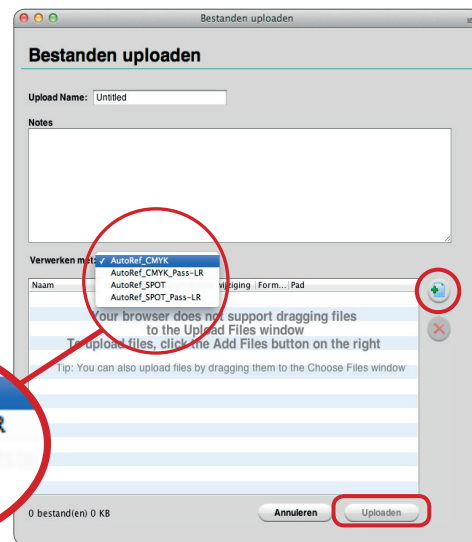 Bestanden uploaden
Bestanden uploaden
Upload Name: Untitled
Notes
Verwerken met: ✓ AutoRef_CMYK
AutoRef_CMYK_Pass-LR
AutoRef_SPOT
AutoRef_SPOT_Pass-LR
Naam Form... Pad
Your browser does not support dragging files
to the Upload Files window
To upload files, click the Add Files button on the right
Tip: You can also upload files by dragging them to the Choose Files window
R
0 bestand(en) 0 KB Annuleren Uploaden